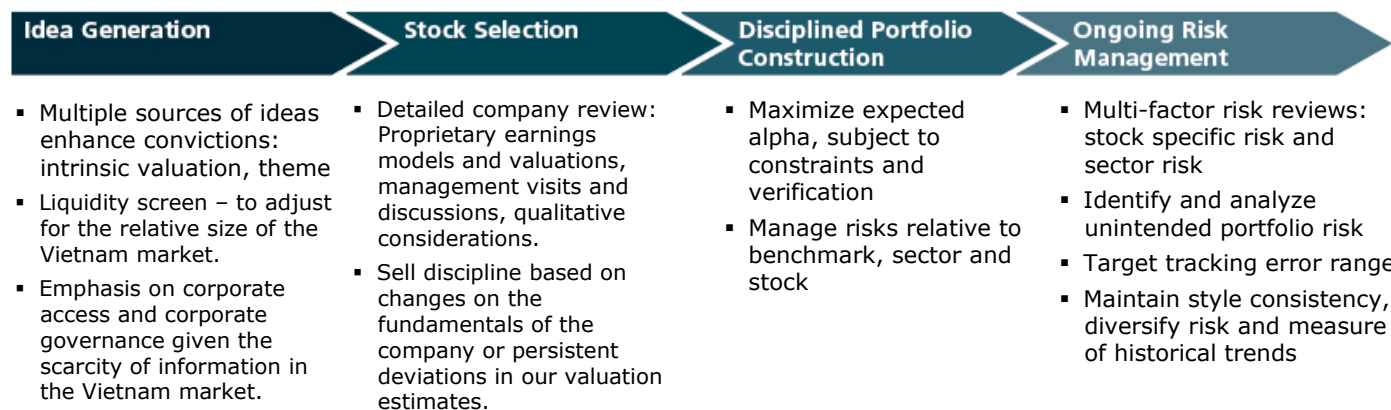 Idea Generation
▪ Multiple sources of ideas
enhance convictions:
intrinsic valuation, theme
▪ Liquidity screen – to adjust
for the relative size of the
Vietnam market.
▪ Emphasis on corporate
access and corporate
governance given the
scarcity of information in
the Vietnam market.
Stock Selection
▪ Detailed company review:
Proprietary earnings
models and valuations,
management visits and
discussions, qualitative
considerations.
▪ Sell discipline based on
changes on the
fundamentals of the
company or persistent
deviations in our valuation
estimates.
Disciplined Portfolio
Construction
▪ Maximize expected
alpha, subject to
constraints and
verification
▪ Manage risks relative to
benchmark, sector and
stock
Ongoing Risk
Management
▪ Multi-factor risk reviews:
stock specific risk and
sector risk
▪ Identify and analyze
unintended portfolio risk
▪ Target tracking error range
▪ Maintain style consistency,
diversify risk and measure
of historical trends